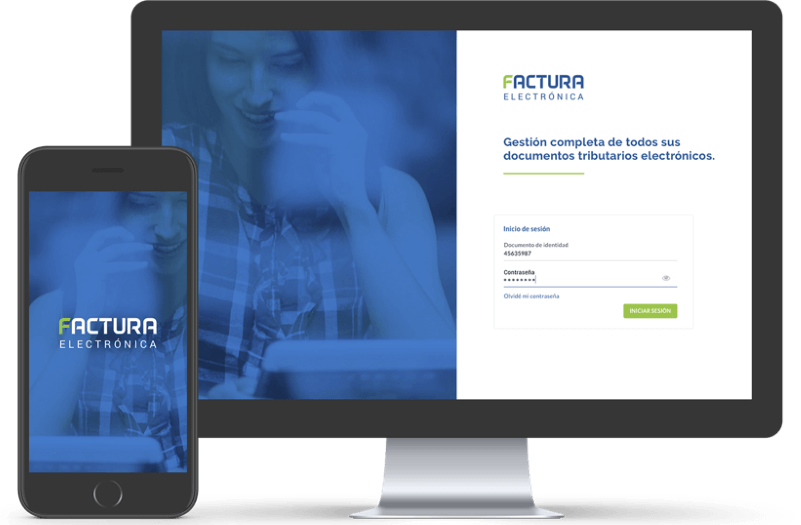 FACTURA
ELECTRÓNICA
Gestión completa de todos sus
documentos tributarios electrónicos.
Inicio de sesión
Documento de identidad
45635987
Contraseña
********
Olvidé mi contraseña
INICIAR SESIÓN
FACTURA
ELECTRÓNICA